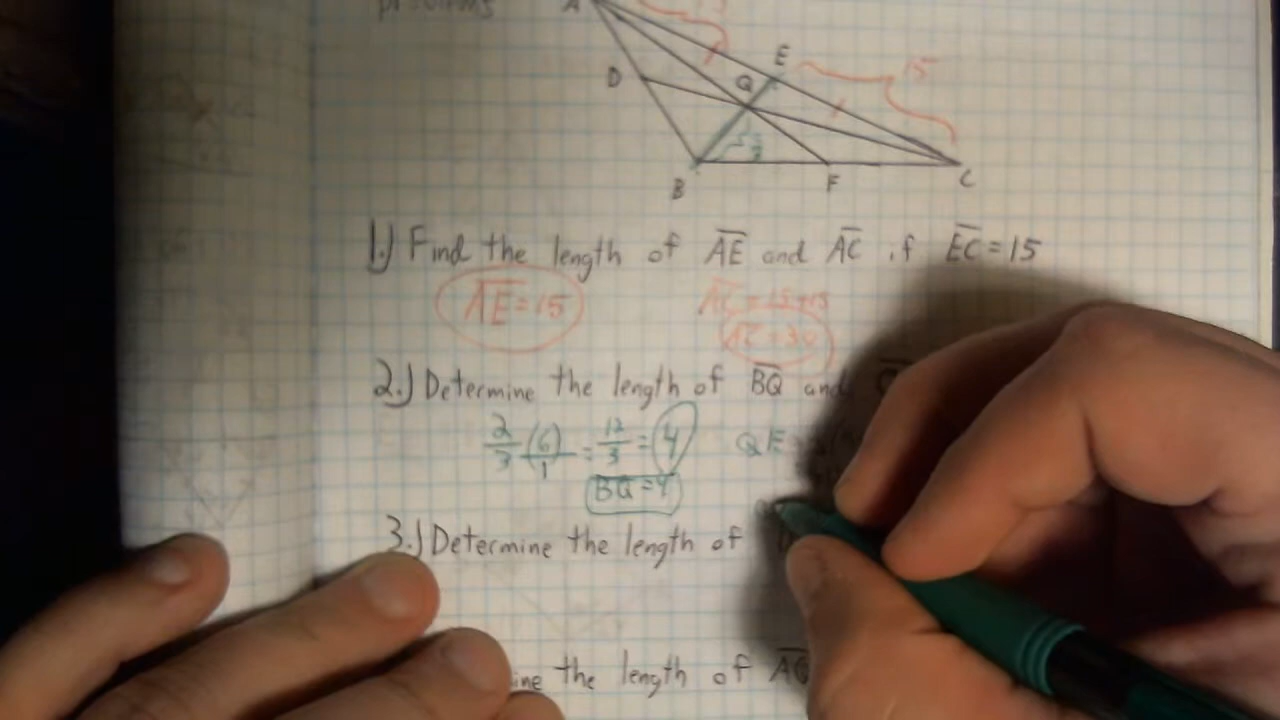 problems
A
E
15
D
Q
B
F
C
1.) Find the length of AE and AC if EC = 15
AE = 15
AC = 15+15
AC = 30
2.) Determine the length of BQ and
2/3 (6)/1 = 12/3 = 4 QE =
BQ = 4
3.) Determine the length of
the length of